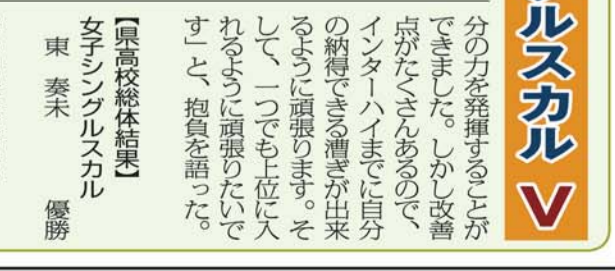 ルスカル V
分の力を発揮することが
できました。しかし改善
点がたくさんあるので、
インターハイまでに自分
の納得できる漕ぎが出来
るように頑張ります。そ
して、一つでも上位に入
れるように頑張りたいで
す」と、抱負を語った。
【県高校総体結果】
女子シングルスカル
東 奏未 優勝